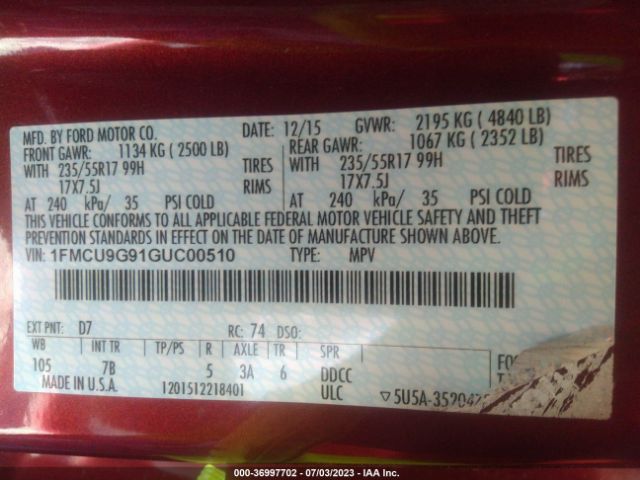 MFD. BY FORD MOTOR CO. DATE: 12/15 GVWR: 2195 KG ( 4840 LB)
FRONT GAWR: 1134 KG ( 2500 LB) REAR GAWR: 1067 KG ( 2352 LB)
WITH 235/55R17 99H TIRES WITH 235/55R17 99H TIRES
17X7.5J RIMS 17X7.5J RIMS
AT 240 kPa/ 35 PSI COLD AT 240 kPa/ 35 PSI COLD
THIS VEHICLE CONFORMS TO ALL APPLICABLE FEDERAL MOTOR VEHICLE SAFETY AND THEFT
PREVENTION STANDARDS IN EFFECT ON THE DATE OF MANUFACTURE SHOWN ABOVE.
VIN: 1FMCU9G91GUC00510 TYPE: MPV
EXT PNT: D7 RC: 74 DSO:
WB INT TR TP/PS R AXLE TR SPR
105 7B 5 3A 6 DDCC
MADE IN U.S.A. 1201512218401 ULC ▽5U5A-35204
000-36997702 - 07/03/2023 - IAA Inc.